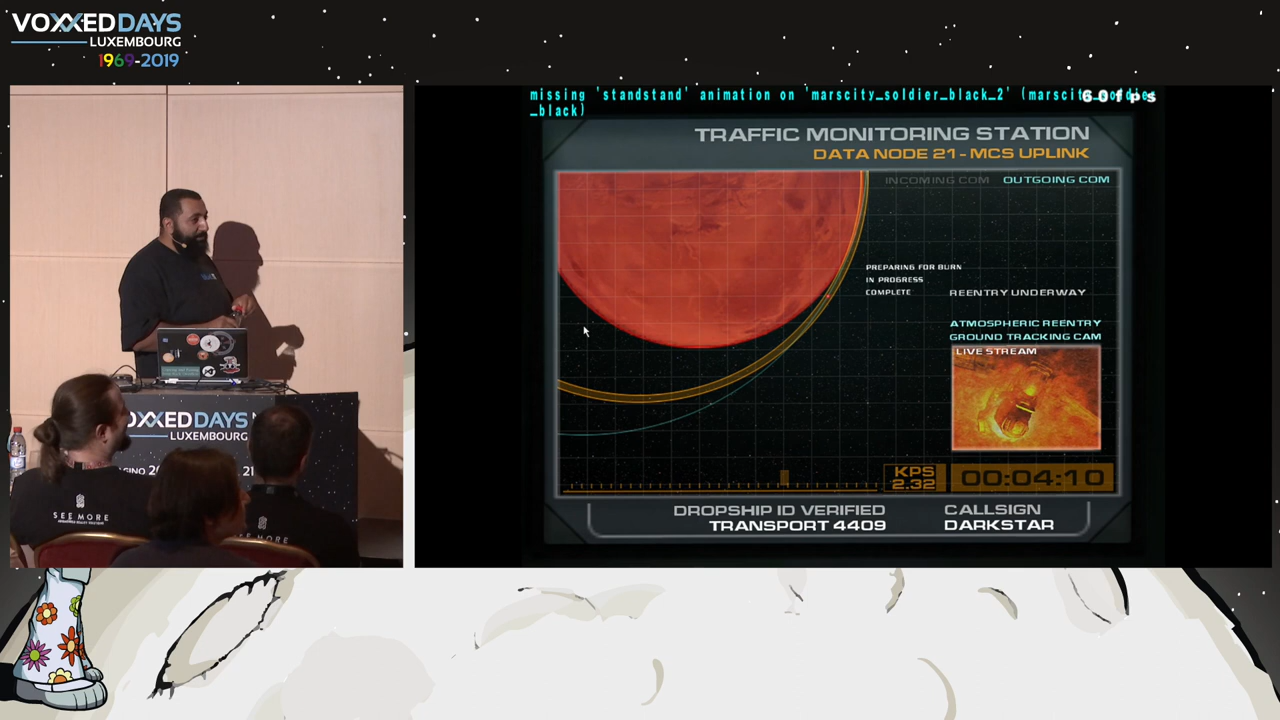 VOXXED DAYS
LUXEMBOURG
1969-2019
missing 'standstand' animation on 'marscity_soldier_black_2'
_black)
60fps
TRAFFIC MONITORING STATION
DATA NODE 21 - MCS UPLINK
INCOMING COM OUTGOING COM
PREPARING FOR BURN
IN PROGRESS
COMPLETE
REENTRY UNDERWAY
ATMOSPHERIC REENTRY
GROUND TRACKING CAM
LIVE STREAM
KPS
2.32
00:04:10
DROPSHIP ID VERIFIED
TRANSPORT 4409
CALLSIGN
DARKSTAR
OXXED DAYS
LUXEMBOURG
SEE MORE